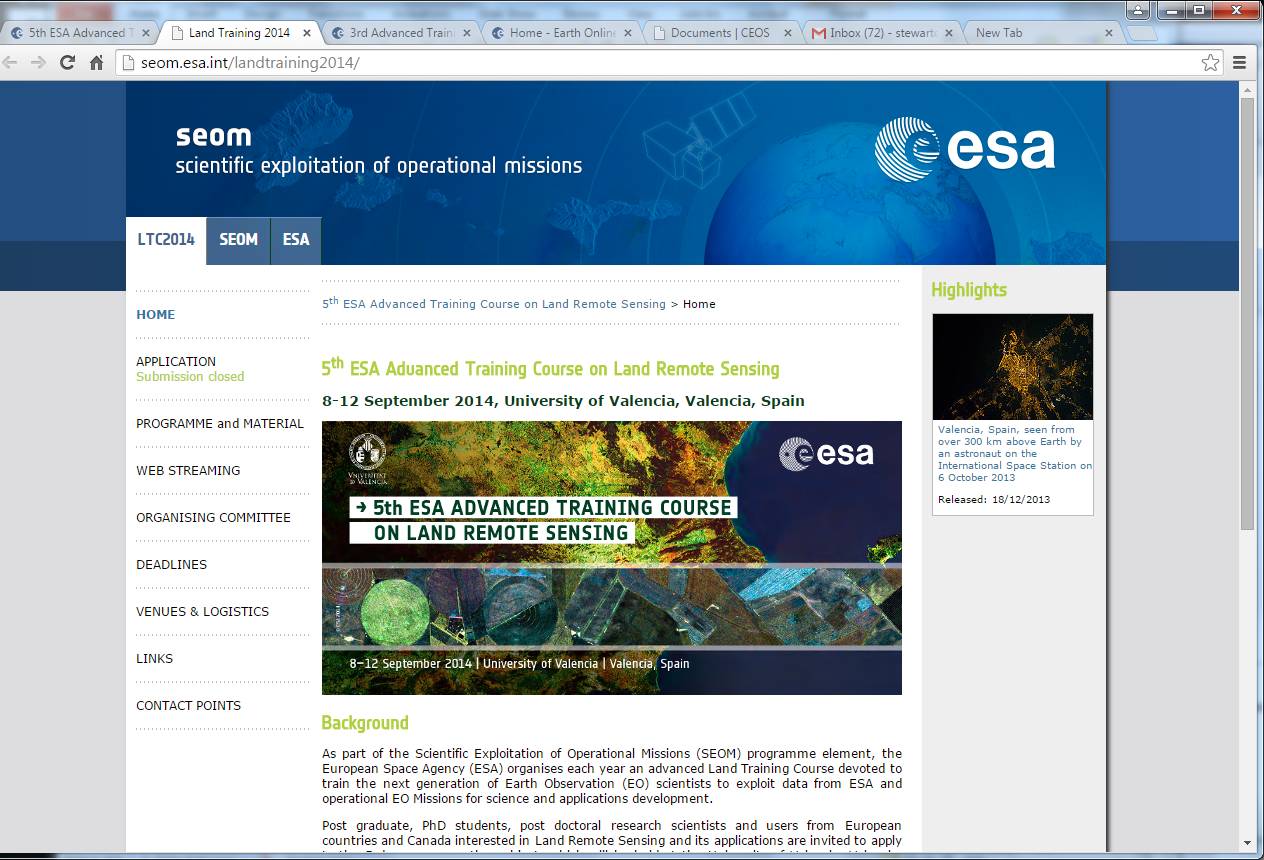 5th ESA Advanced T
Land Training 2014
3rd Advanced Traini
Home - Earth Online
Documents | CEOS
Inbox (72) - stewart
New Tab
seom.esa.int/landtraining2014/
seom
scientific exploitation of operational missions
esa
LTC2014
SEOM
ESA
HOME
APPLICATION
Submission closed
PROGRAMME and MATERIAL
WEB STREAMING
ORGANISING COMMITTEE
DEADLINES
VENUES & LOGISTICS
LINKS
CONTACT POINTS
5th ESA Advanced Training Course on Land Remote Sensing > Home
5th ESA Advanced Training Course on Land Remote Sensing
8-12 September 2014, University of Valencia, Valencia, Spain
esa
→ 5th ESA ADVANCED TRAINING COURSE
ON LAND REMOTE SENSING
8–12 September 2014 | University of Valencia | Valencia, Spain
Background
As part of the Scientific Exploitation of Operational Missions (SEOM) programme element, the
European Space Agency (ESA) organises each year an advanced Land Training Course devoted to
train the next generation of Earth Observation (EO) scientists to exploit data from ESA and
operational EO Missions for science and applications development.
Post graduate, PhD students, post doctoral research scientists and users from European
countries and Canada interested in Land Remote Sensing and its applications are invited to apply
Highlights
Valencia, Spain, seen from
over 300 km above Earth by
an astronaut on the
International Space Station on
6 October 2013
Released: 18/12/2013